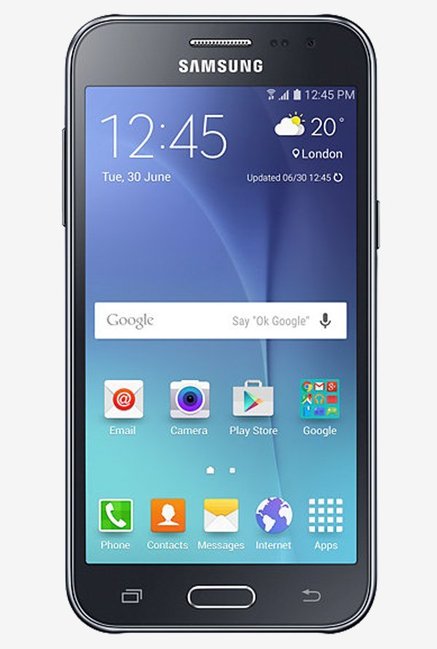 SAMSUNG
12:45 PM
12:45
20°
London
Tue, 30 June
Updated 06/30 12:45
Google
Say "Ok Google"
Email
Camera
Play Store
Google
Phone
Contacts
Messages
Internet
Apps